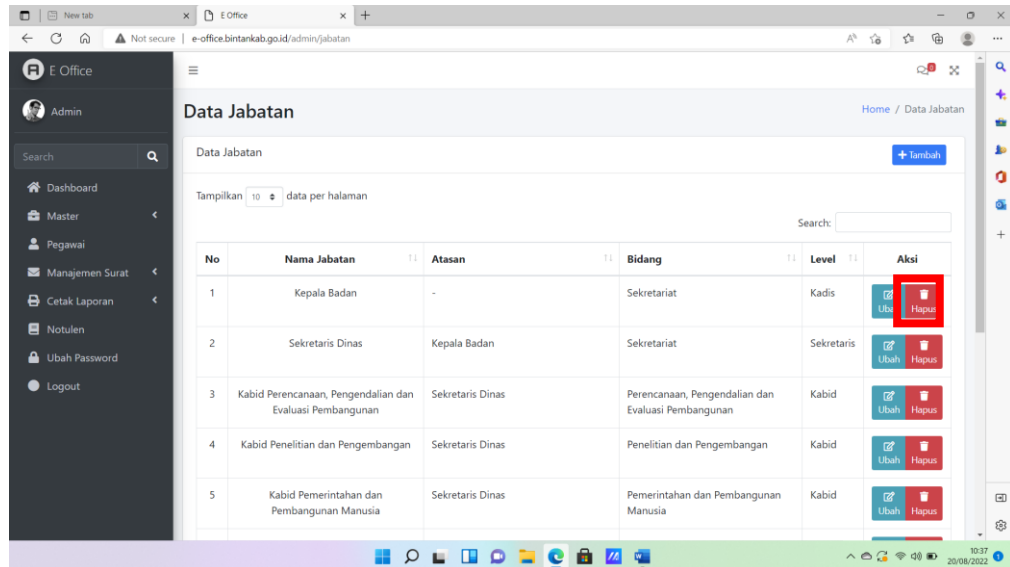 New tab
E Office
Not secure
e-office.bintankab.go.id/admin/jabatan
E Office
Admin
Search
Dashboard
Master
Pegawai
Manajemen Surat
Cetak Laporan
Notulen
Ubah Password
Logout
Data Jabatan
Home / Data Jabatan
Data Jabatan
+ Tambah
Tampilkan 10 data per halaman
Search:
No Nama Jabatan Atasan Bidang Level Aksi
1 Kepala Badan - Sekretariat Kadis
Hapus
2 Sekretaris Dinas Kepala Badan Sekretariat Sekretaris
Ubah Hapus
3 Kabid Perencanaan, Pengendalian dan Sekretaris Dinas Perencanaan, Pengendalian dan Kabid
Evaluasi Pembangunan Evaluasi Pembangunan
Ubah Hapus
4 Kabid Penelitian dan Pengembangan Sekretaris Dinas Penelitian dan Pengembangan Kabid
Ubah Hapus
5 Kabid Pemerintahan dan Sekretaris Dinas Pemerintahan dan Pembangunan Kabid
Pembangunan Manusia Manusia
Ubah Hapus
10:37
20/08/2022